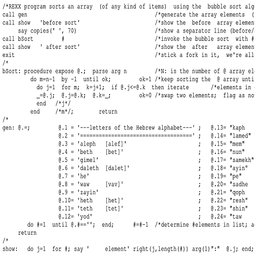 /*REXX program sorts an array (of any kind of items) using the bubble sort alg
call gen /*generate the array elements (
call show 'before sort' /*show the before array elemen
say copies(' ', 70) /*show a separator line (before/
call bSort # /*invoke the bubble sort with #
call show ' after sort' /*show the after array elemen
exit /*stick a fork in it, we're all
/*
bSort: procedure expose @.; parse arg n /*N: is the number of @ array el
do m=n-1 by -1 until ok; ok=1 /*keep sorting the @ array unti
do j=1 for m; k=j+1; if @.j<=@.k then iterate /*elements in
_=@.j; @.j=@.k; @.k=_; ok=0 /*swap two elements; flag as no
end /*j*/
end /*m*/; return
/*
gen: @.=; @.1 = '---letters of the Hebrew alphabet---' ; @.13= "kaph
@.2 = '====================================' ; @.14= "lamed
@.3 = 'aleph [alef]' ; @.15= "mem"
@.4 = 'beth [bet]' ; @.16= "nun"
@.5 = 'gimel' ; @.17= "samekh"
@.6 = 'daleth [dalet]' ; @.18= "ayin"
@.7 = 'he' ; @.19= "pe"
@.8 = 'waw [vav]' ; @.20= "sadhe
@.9 = 'zayin' ; @.21= "qoph
@.10= 'heth [het]' ; @.22= "resh"
@.11= 'teth [tet]' ; @.23= "shin"
@.12= 'yod' ; @.24= "taw
do #=1 until @.#==''; end; #=#-1 /*determine #elements in list; a
return
/*
show: do j=1 for #; say ' element' right(j,length(#)) arg(1)":" @.j; end;